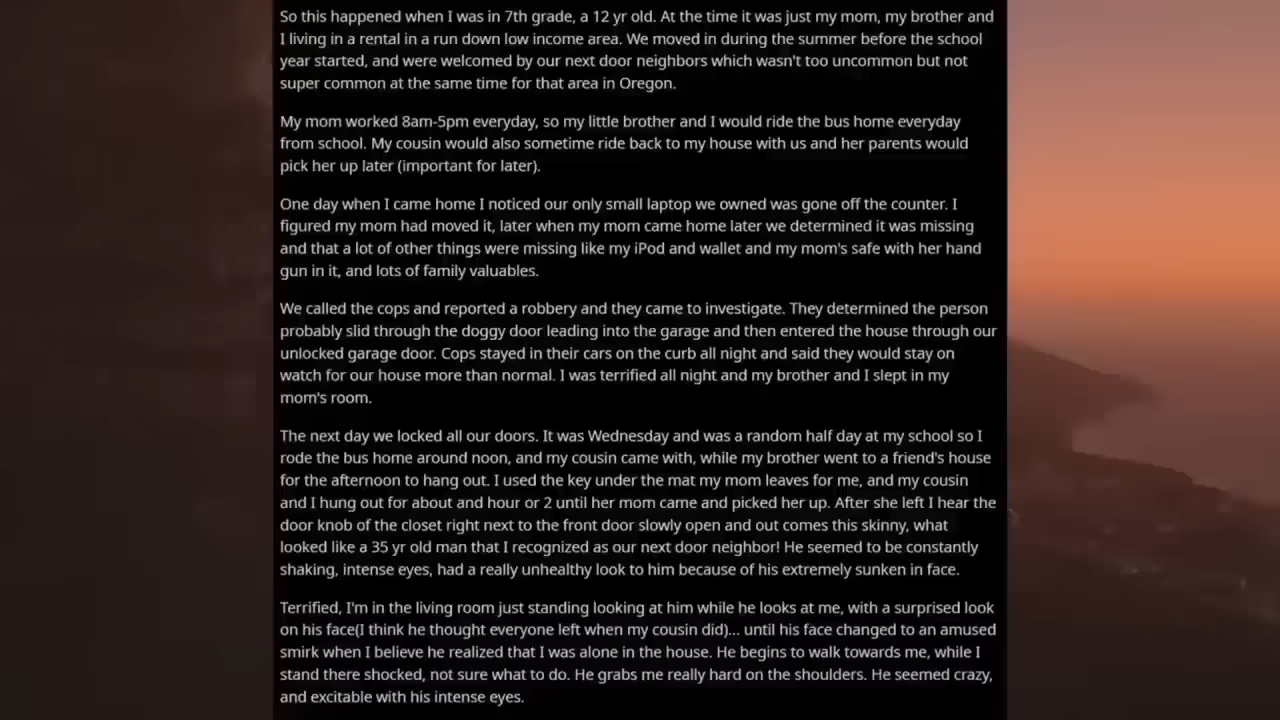 So this happened when I was in 7th grade, a 12 yr old. At the time it was just my mom, my brother and
I living in a rental in a run down low income area. We moved in during the summer before the school
year started, and were welcomed by our next door neighbors which wasn't too uncommon but not
super common at the same time for that area in Oregon.
My mom worked 8am-5pm everyday, so my little brother and I would ride the bus home everyday
from school. My cousin would also sometime ride back to my house with us and her parents would
pick her up later (important for later).
One day when I came home I noticed our only small laptop we owned was gone off the counter. I
figured my mom had moved it, later when my mom came home later we determined it was missing
and that a lot of other things were missing like my iPod and wallet and my mom's safe with her hand
gun in it, and lots of family valuables.
We called the cops and reported a robbery and they came to investigate. They determined the person
probably slid through the doggy door leading into the garage and then entered the house through our
unlocked garage door. Cops stayed in their cars on the curb all night and said they would stay on
watch for our house more than normal. I was terrified all night and my brother and I slept in my
mom's room.
The next day we locked all our doors. It was Wednesday and was a random half day at my school so I
rode the bus home around noon, and my cousin came with, while my brother went to a friend's house
for the afternoon to hang out. I used the key under the mat my mom leaves for me, and my cousin
and I hung out for about and hour or 2 until her mom came and picked her up. After she left I hear the
door knob of the closet right next to the front door slowly open and out comes this skinny, what
looked like a 35 yr old man that I recognized as our next door neighbor! He seemed to be constantly
shaking, intense eyes, had a really unhealthy look to him because of his extremely sunken in face.
Terrified, I'm in the living room just standing looking at him while he looks at me, with a surprised look
on his face(I think he thought everyone left when my cousin did)... until his face changed to an amused
smirk when I believe he realized that I was alone in the house. He begins to walk towards me, while I
stand there shocked, not sure what to do. He grabs me really hard on the shoulders. He seemed crazy,
and excitable with his intense eyes.